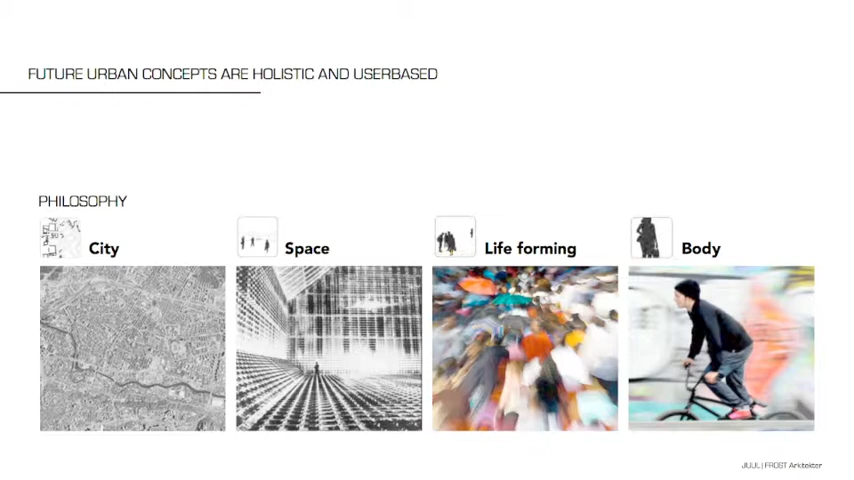 FUTURE URBAN CONCEPTS ARE HOLISTIC AND USERBASED
PHILOSOPHY
City
Space
Life forming
Body
JUUL | FROST Arkitekter